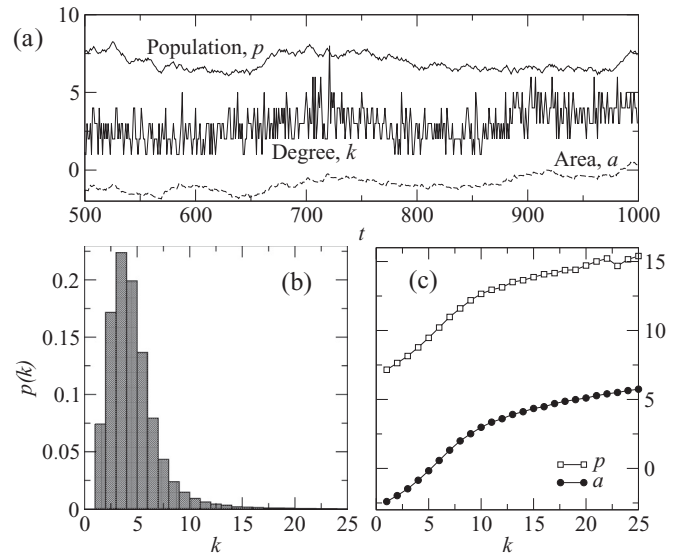 (a)
10
5
0
Population, p
Degree, k
Area, a
500 600 700 800 900 1000
t
(b)
p(k)
0.2
0.15
0.1
0.05
0
0 5 10 15 20 25
k
(c)
15
10
5
0
p
a
0 5 10 15 20 25
k